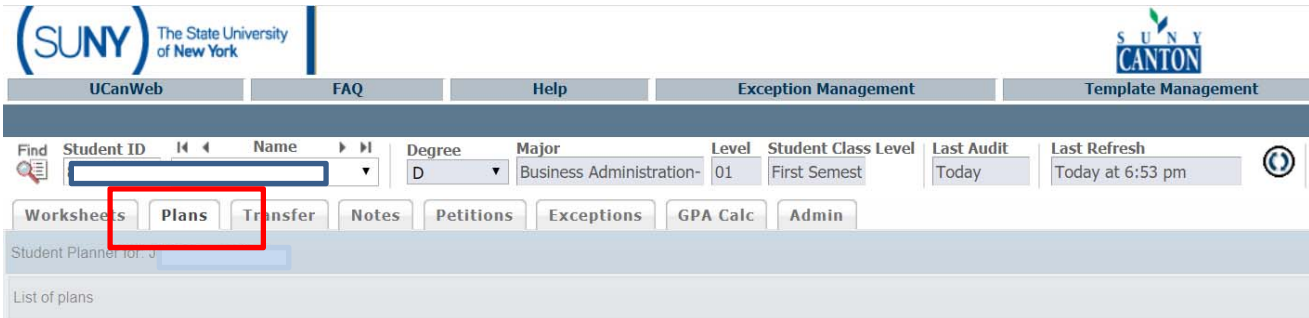 SUNY The State University of New York
SUNY CANTON
UCanWeb FAQ Help Exception Management Template Management
Find Student ID Name Degree Major Level Student Class Level Last Audit Last Refresh
D Business Administration- 01 First Semest Today Today at 6:53 pm
Worksheets Plans Transfer Notes Petitions Exceptions GPA Calc Admin
Student Planner for: J
List of plans